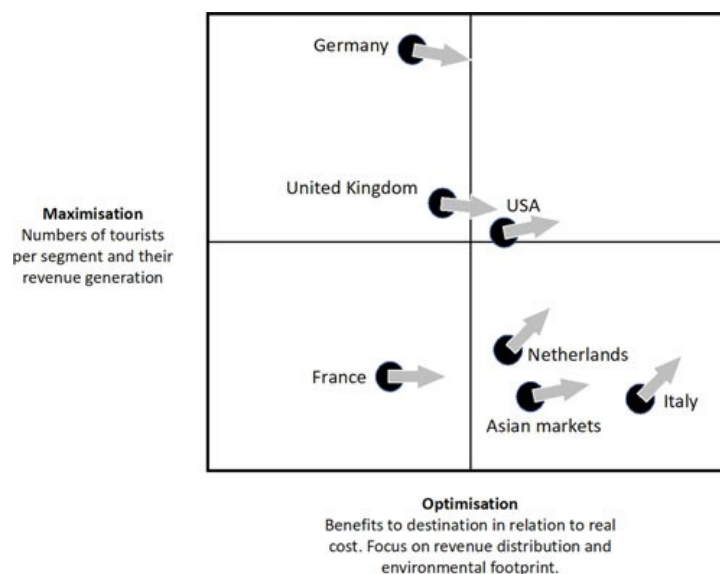 Germany
United Kingdom
USA
Maximisation
Numbers of tourists
per segment and their
revenue generation
Netherlands
France
Italy
Asian markets
Optimisation
Benefits to destination in relation to real
cost. Focus on revenue distribution and
environmental footprint.